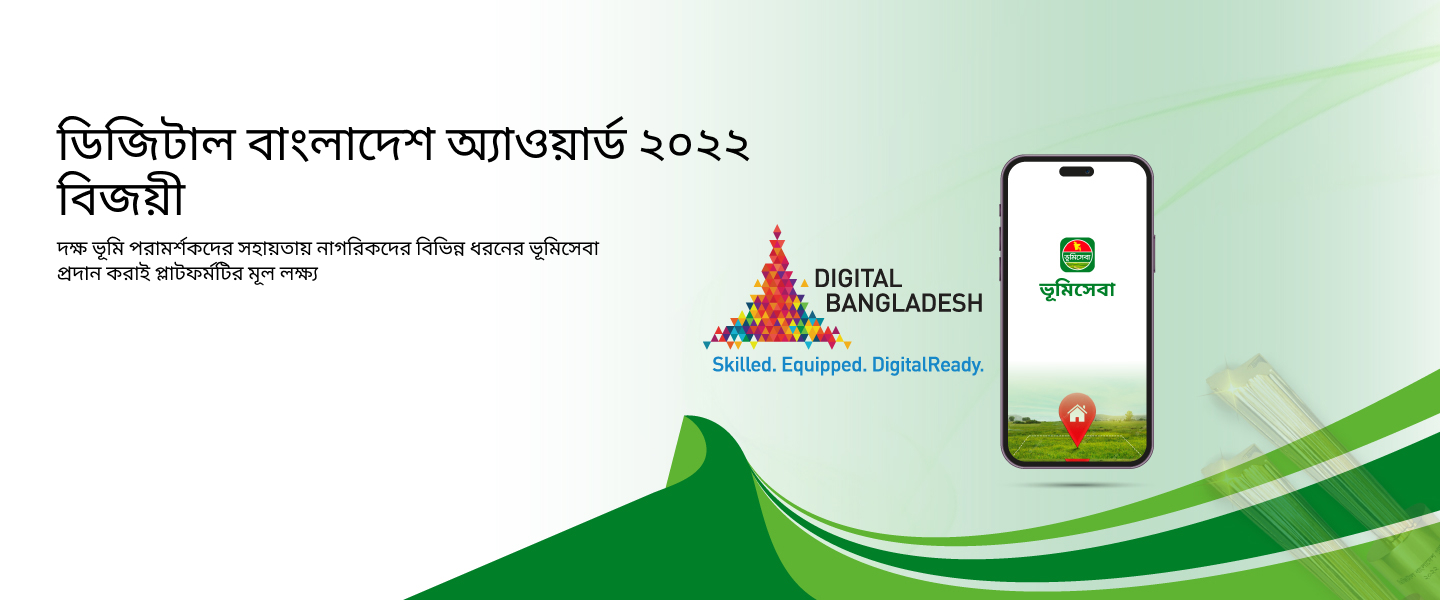 ডিজিটাল বাংলাদেশ অ্যাওয়ার্ড ২০২২
বিজয়ী
দক্ষ ভূমি পরামর্শকদের সহায়তায় নাগরিকদের বিভিন্ন ধরনের ভূমিসেবা
প্রদান করাই প্লাটফর্মটির মূল লক্ষ্য
DIGITAL
BANGLADESH
Skilled. Equipped. DigitalReady.
ভূমিসেবা
ভূমিসেবা